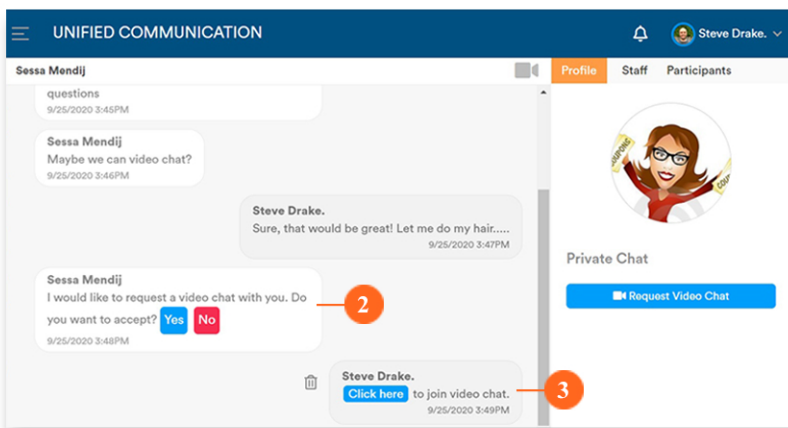 UNIFIED COMMUNICATION
Steve Drake.
Sessa Mendij
Profile Staff Participants
questions
9/25/2020 3:45PM
Sessa Mendij
Maybe we can video chat?
9/25/2020 3:46PM
Steve Drake.
Sure, that would be great! Let me do my hair.....
9/25/2020 3:47PM
Sessa Mendij
I would like to request a video chat with you. Do
you want to accept? Yes No
9/25/2020 3:48PM
2
Steve Drake.
Click here to join video chat.
9/25/2020 3:49PM
3
COUPONS
COU
Private Chat
Request Video Chat